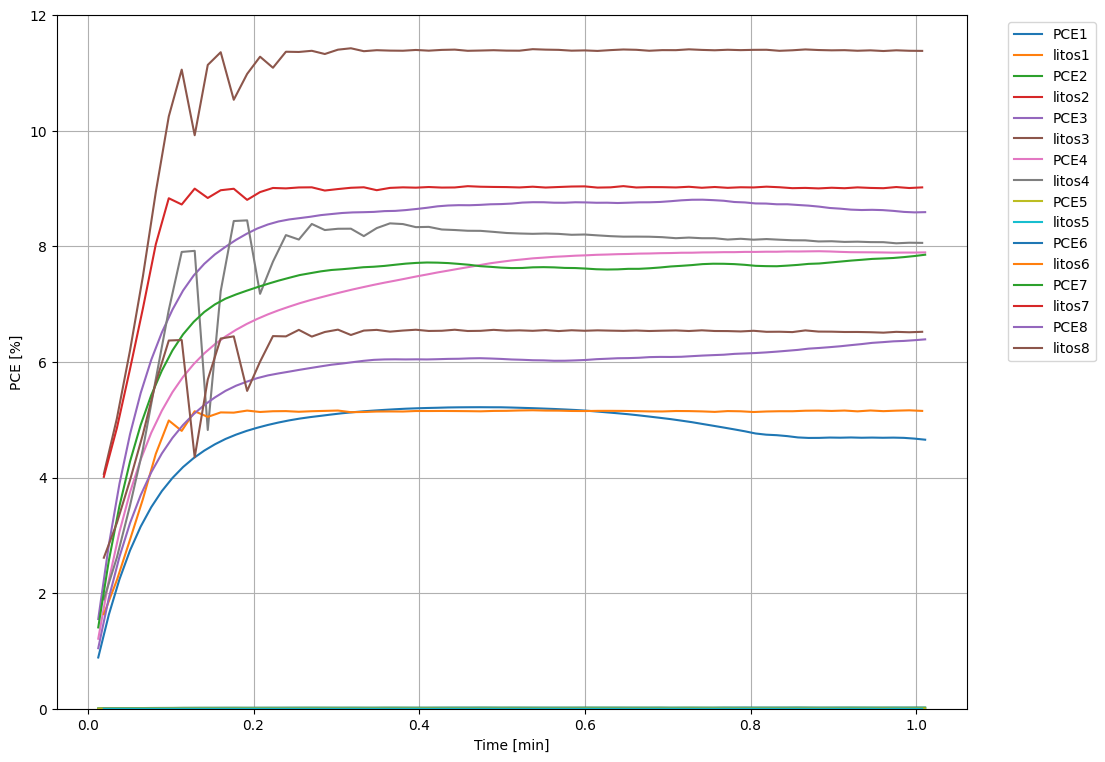 12
10
8
6
4
2
0
PCE [%]
0.0
0.2
0.4
0.6
0.8
1.0
Time [min]
PCE1
litos1
PCE2
litos2
PCE3
litos3
PCE4
litos4
PCE5
litos5
PCE6
litos6
PCE7
litos7
PCE8
litos8